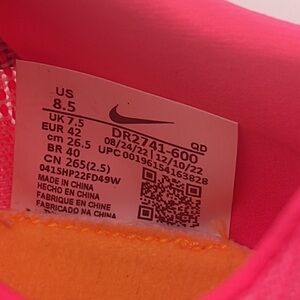 US
8.5
UK 7.5
EUR 42
cm 26.5
BR 40
CN 265(2.5)
0415HP22FD49W
MADE IN CHINA
HECHO EN CHINA
FABRIQUE EN CHINE
FABRICADO NA CHINA
DR2741-600 QD
08/24/22 12/10/22
UPC 00196154163828